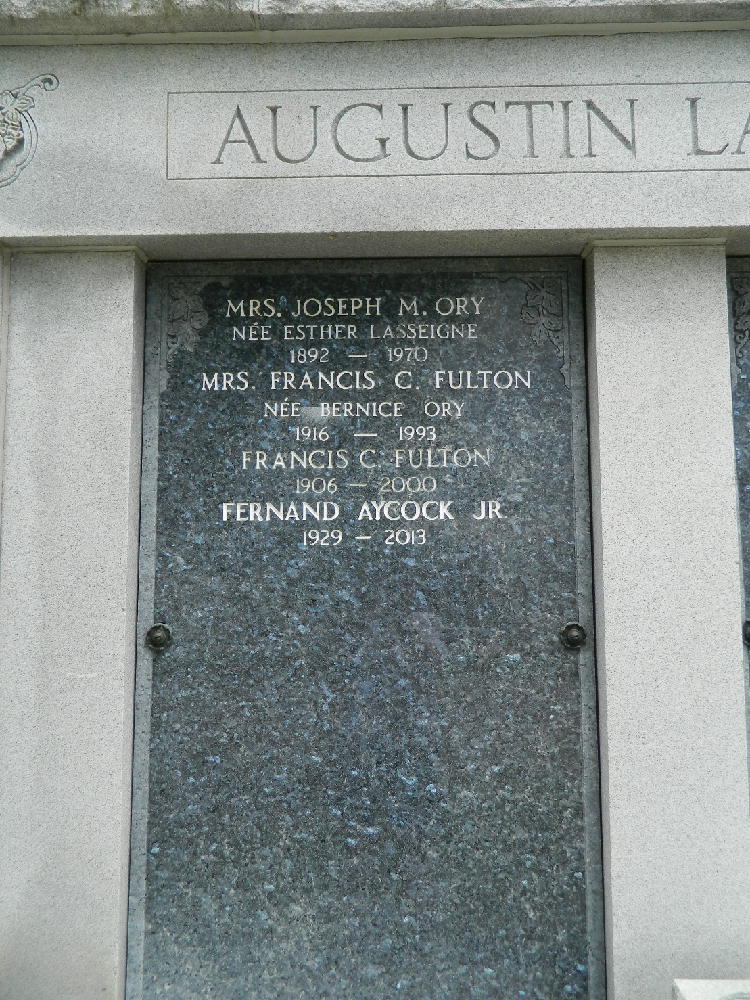 AUGUSTIN
MRS. JOSEPH M. ORY
NÉE ESTHER LASSEIGNE
1892 — 1970
MRS. FRANCIS C. FULTON
NÉE BERNICE ORY
1916 — 1993
FRANCIS C. FULTON
1906 — 2000
FERNAND AYCOCK JR.
1929 – 2013